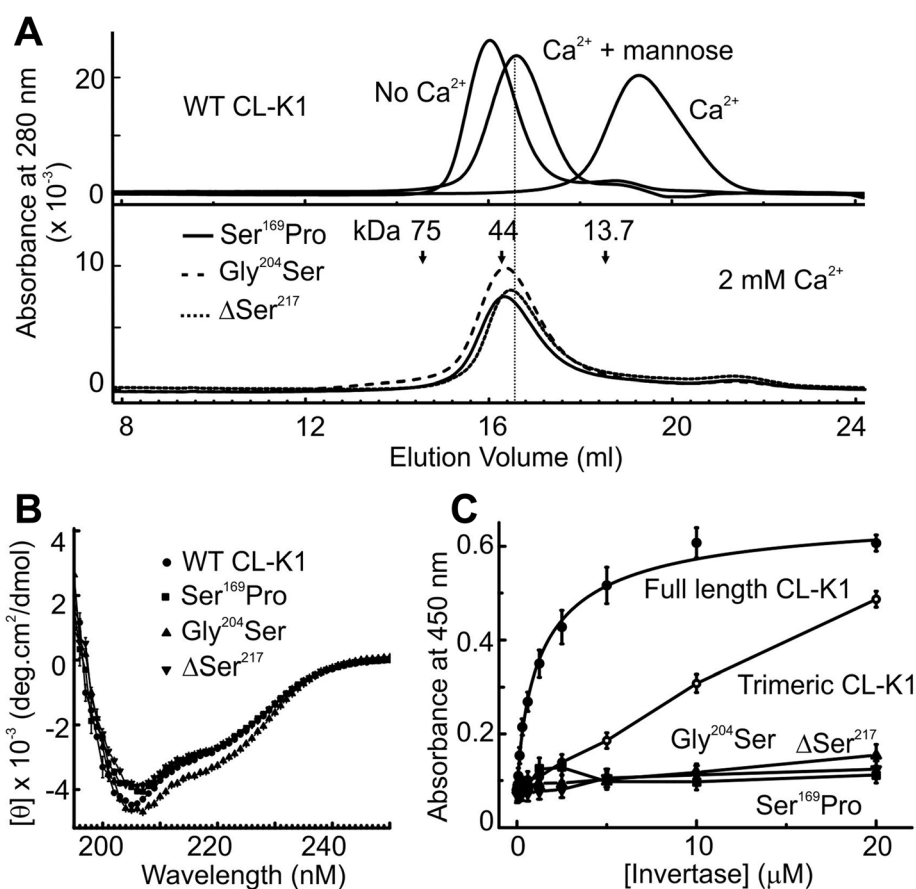 A
Absorbance at 280 nm
(x 10⁻³)
20
0
WT CL-K1
No Ca²⁺
Ca²⁺ + mannose
Ca²⁺
10
0
Ser¹⁶⁹Pro
Gly²⁰⁴Ser
ΔSer²¹⁷
kDa 75 44 13.7
2 mM Ca²⁺
8 12 16 20 24
Elution Volume (ml)
B
[θ] x 10⁻³ (deg.cm²/dmol)
4
2
0
-2
-4
WT CL-K1
Ser¹⁶⁹Pro
Gly²⁰⁴Ser
ΔSer²¹⁷
200 220 240
Wavelength (nM)
C
Absorbance at 450 nm
0.6
0.4
0.2
0
Full length CL-K1
Trimeric CL-K1
Gly²⁰⁴Ser
ΔSer²¹⁷
Ser¹⁶⁹Pro
0 5 10 15 20
[Invertase] (μM)